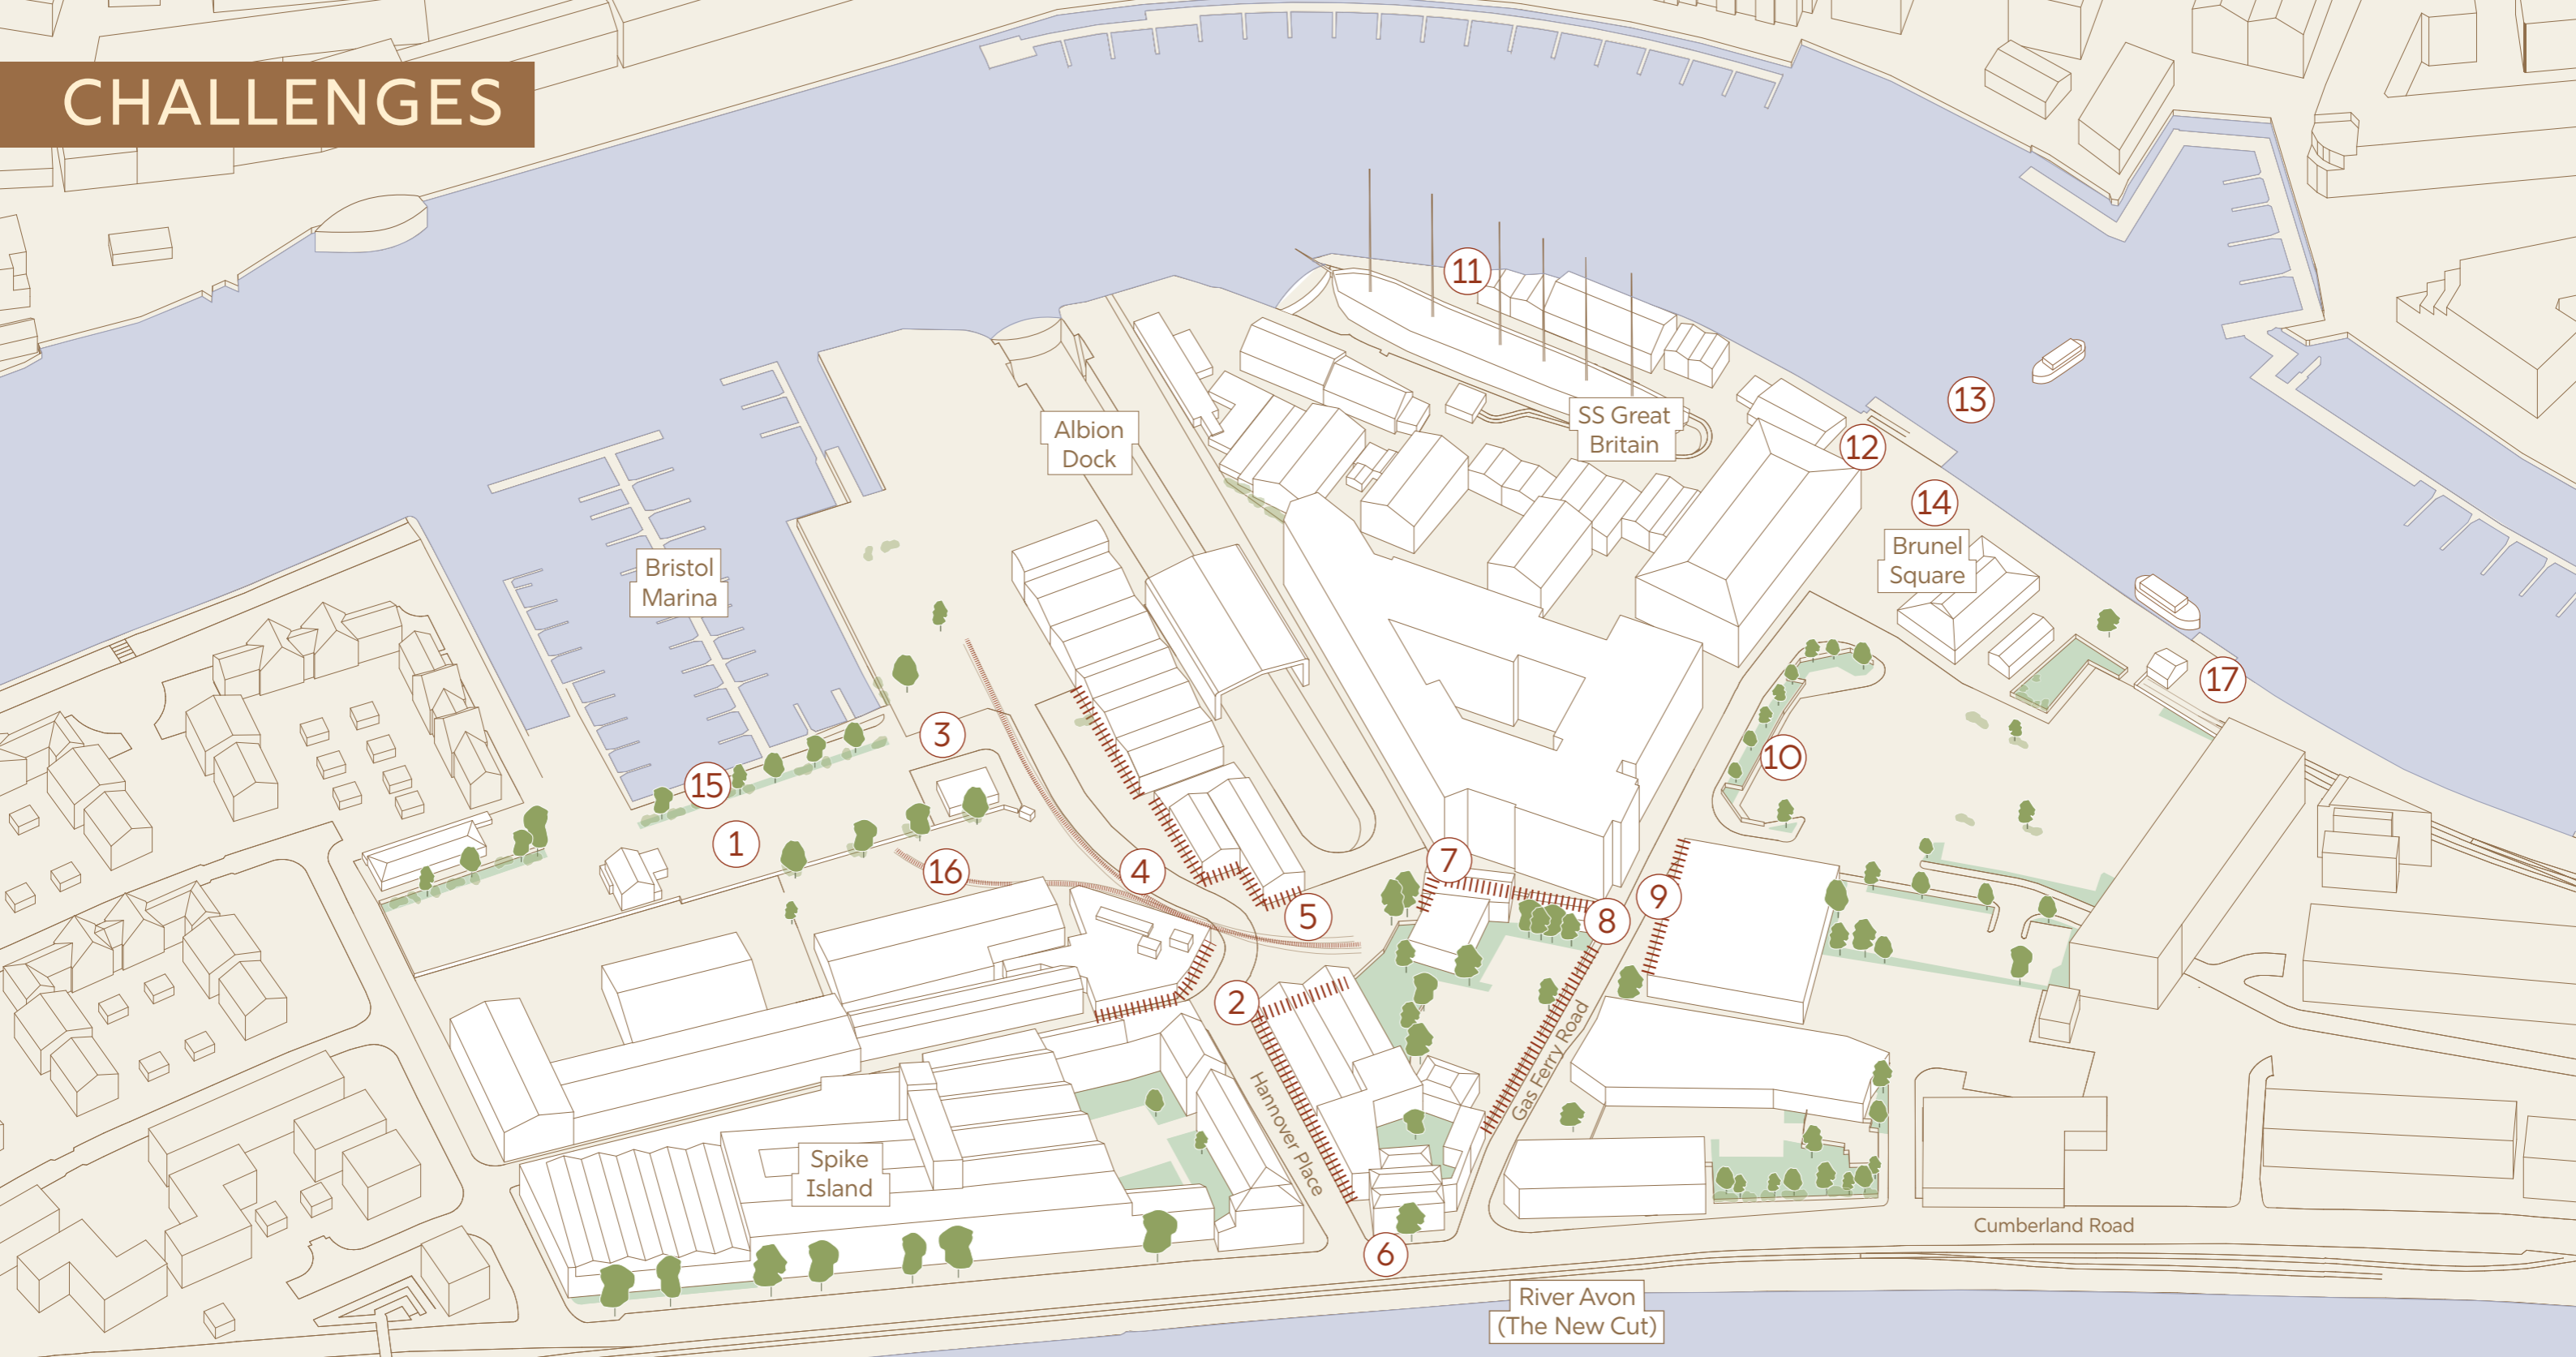 CHALLENGES
11
13
SS Great
Britain
Albion
Dock
12
14
Brunel
Square
Bristol
Marina
17
3
10
15
1
7
16
4
9
5
8
2
Gas Ferry Road
Hannover Place
Spike
Island
Cumberland Road
6
River Avon
(The New Cut)